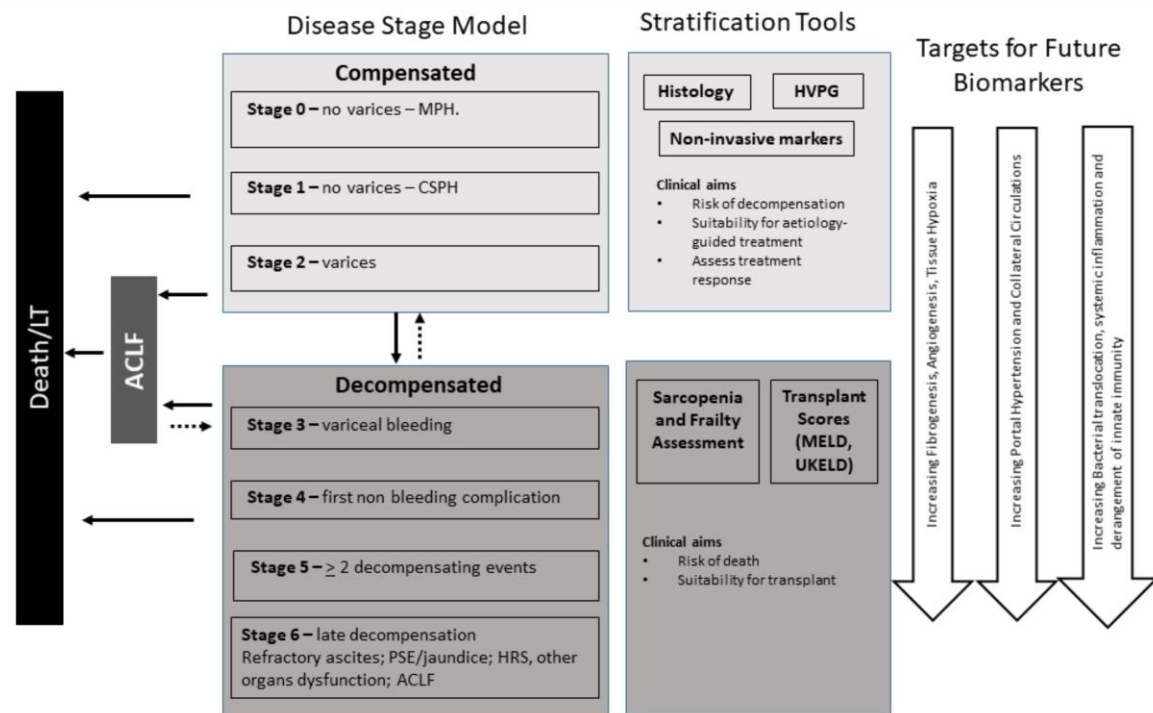 Disease Stage Model
Stratification Tools
Targets for Future
Biomarkers
Death/LT
ACLF
Compensated
Stage 0 – no varices – MPH.
Stage 1 – no varices – CSPH
Stage 2 – varices
Histology
HVPG
Non-invasive markers
Clinical aims
• Risk of decompensation
• Suitability for aetiology-
guided treatment
• Assess treatment
response
Decompensated
Stage 3 – variceal bleeding
Stage 4 – first non bleeding complication
Stage 5 – ≥ 2 decompensating events
Stage 6 – late decompensation
Refractory ascites; PSE/jaundice; HRS, other
organs dysfunction; ACLF
Sarcopenia
and Frailty
Assessment
Transplant
Scores
(MELD,
UKELD)
Clinical aims
• Risk of death
• Suitability for transplant
Increasing Fibrogenesis, Angiogenesis, Tissue Hypoxia
Increasing Portal Hypertension and Collateral Circulations
Increasing Bacterial translocation, systemic inflammation and
derangement of innate immunity